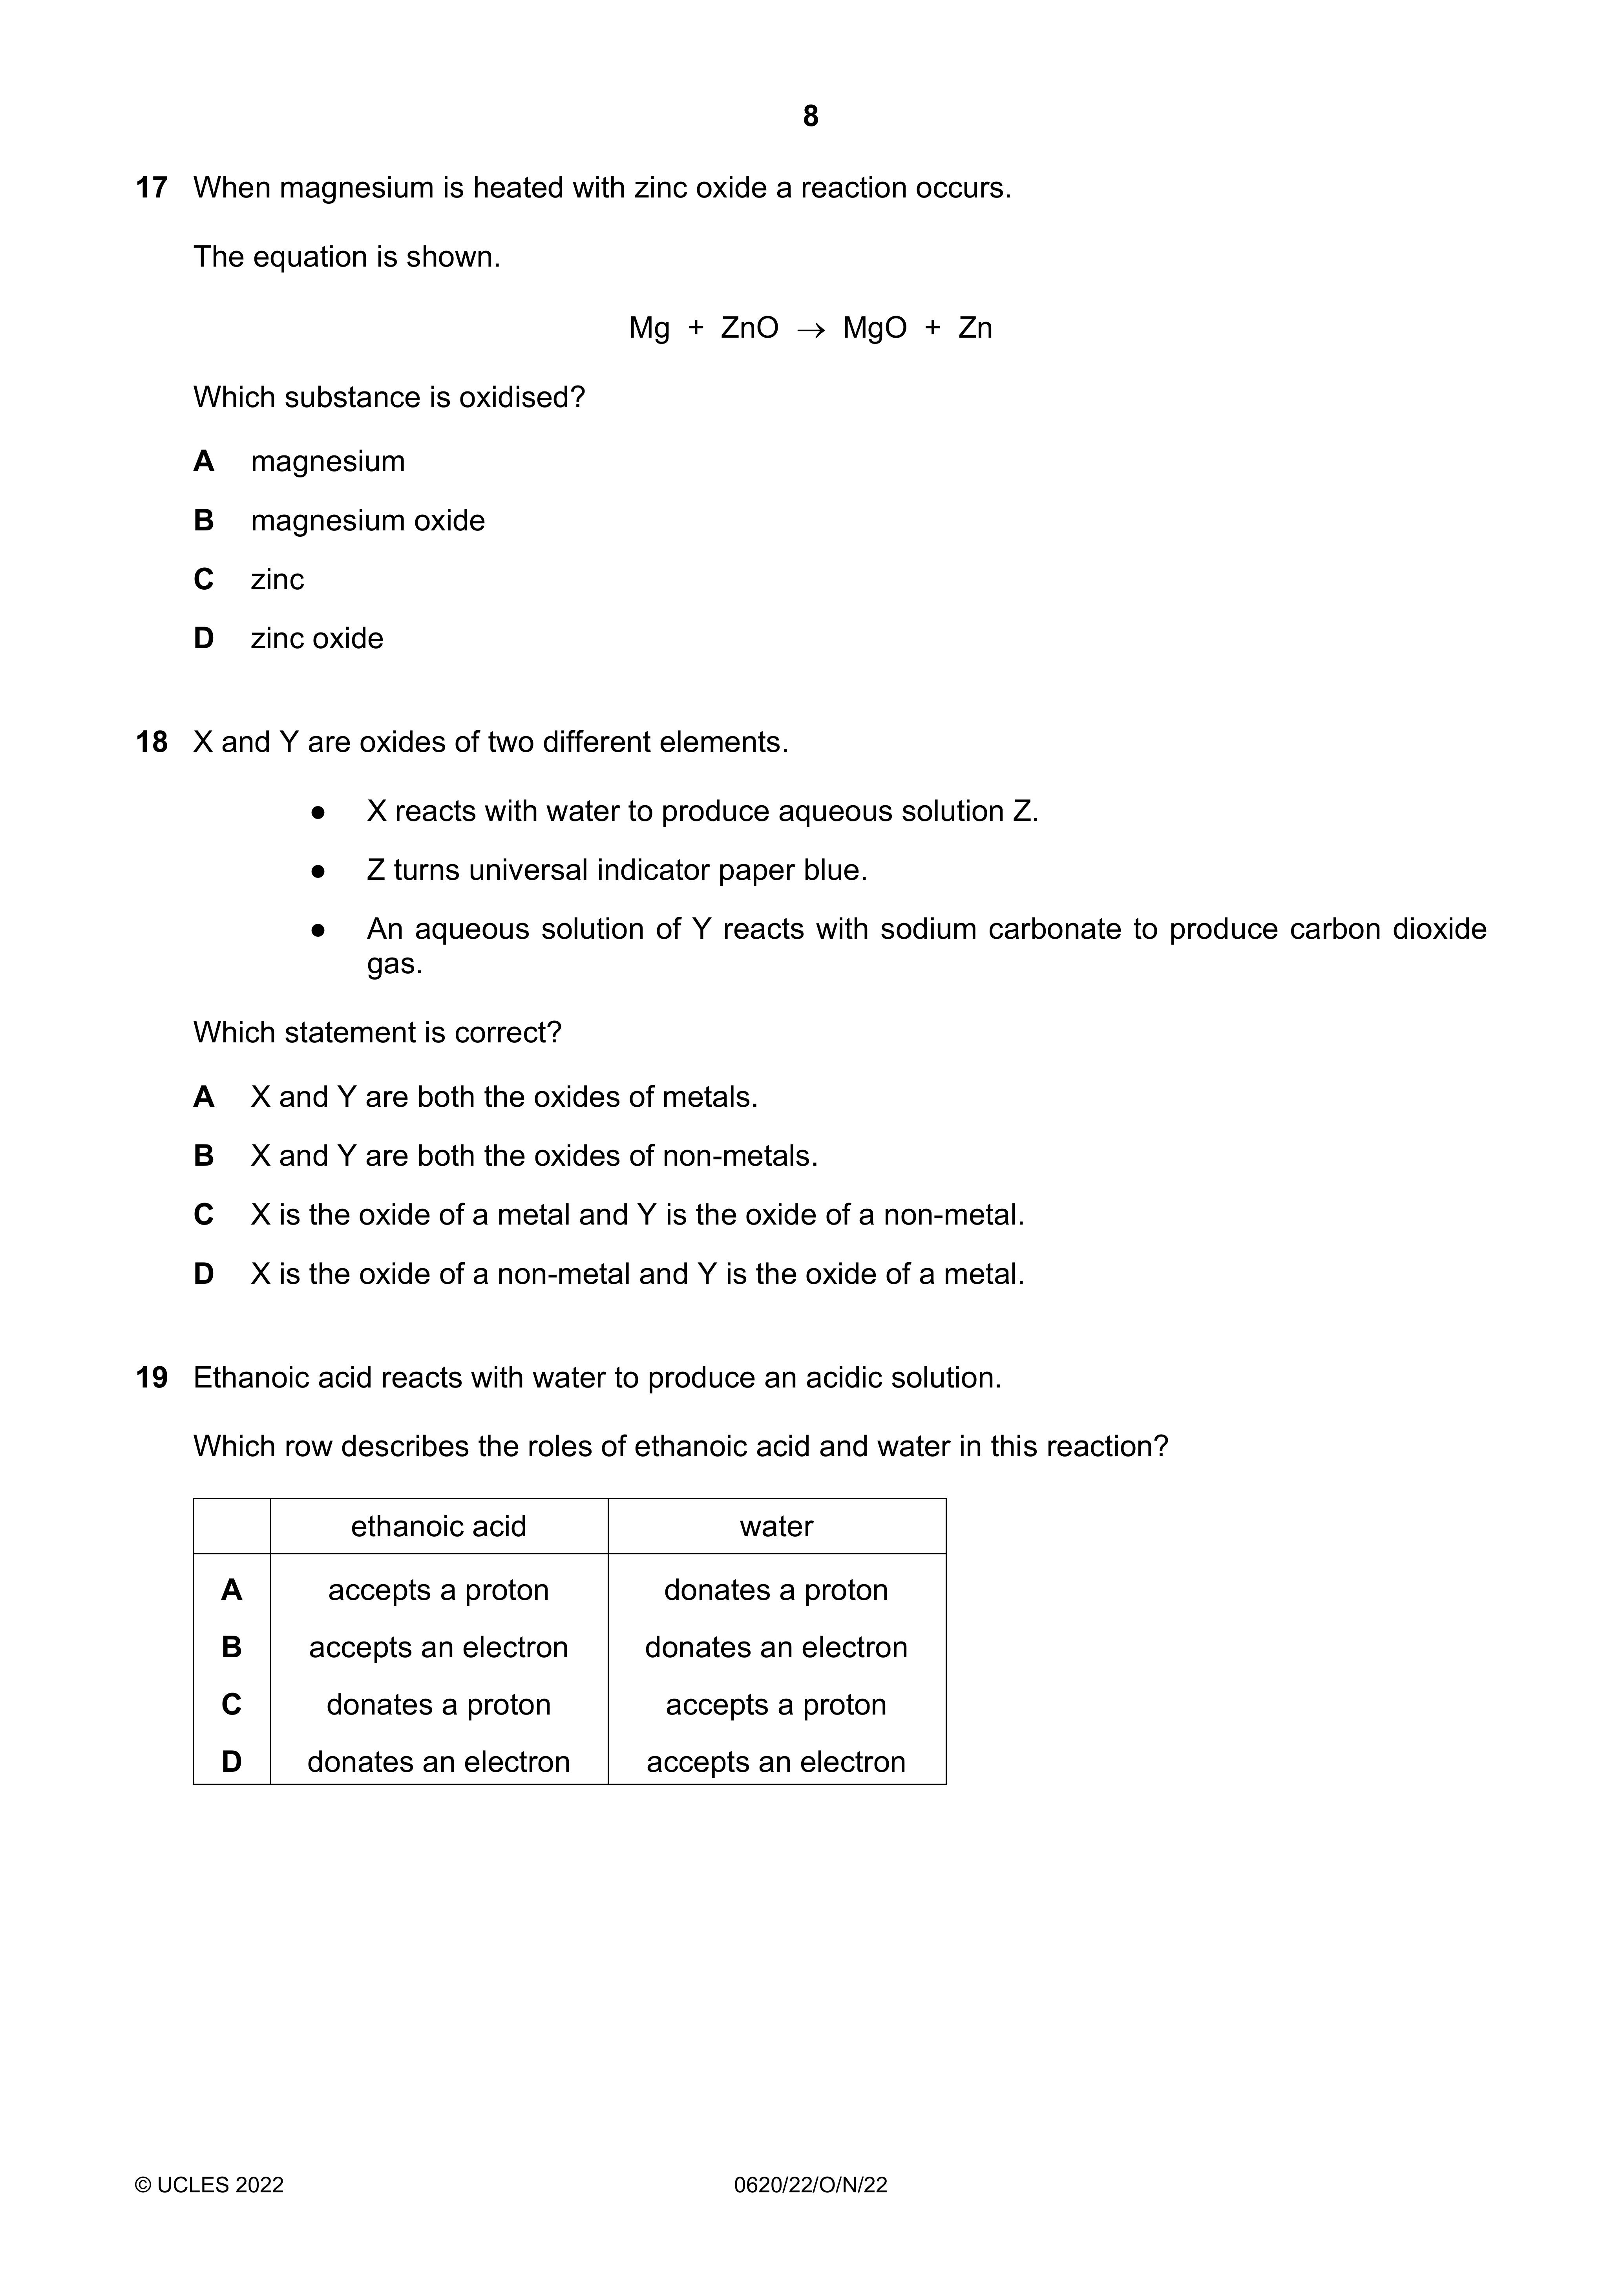 8
17 When magnesium is heated with zinc oxide a reaction occurs.
The equation is shown.
Mg + ZnO → MgO + Zn
Which substance is oxidised?
A magnesium
B magnesium oxide
C zinc
D zinc oxide
18 X and Y are oxides of two different elements.
● X reacts with water to produce aqueous solution Z.
● Z turns universal indicator paper blue.
● An aqueous solution of Y reacts with sodium carbonate to produce carbon dioxide
gas.
Which statement is correct?
A X and Y are both the oxides of metals.
B X and Y are both the oxides of non-metals.
C X is the oxide of a metal and Y is the oxide of a non-metal.
D X is the oxide of a non-metal and Y is the oxide of a metal.
19 Ethanoic acid reacts with water to produce an acidic solution.
Which row describes the roles of ethanoic acid and water in this reaction?
ethanoic acid water
A accepts a proton donates a proton
B accepts an electron donates an electron
C donates a proton accepts a proton
D donates an electron accepts an electron
© UCLES 2022 0620/22/O/N/22